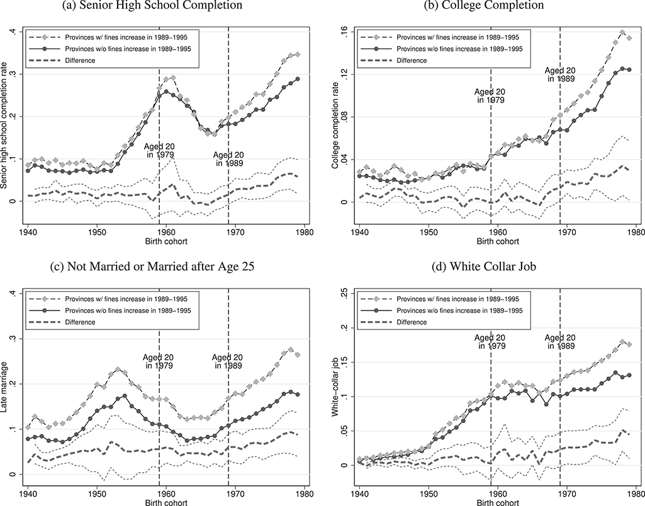 (a) Senior High School Completion
Senior high school completion rate
.4
.3
.2
.1
0
Provinces w/ fines increase in 1989−1995
Provinces w/o fines increase in 1989−1995
Difference
Aged 20
in 1979
Aged 20
in 1989
1940 1950 1960 1970 1980
Birth cohort
(b) College Completion
College completion rate
.16
.12
.08
.04
0
Provinces w/ fines increase in 1989−1995
Provinces w/o fines increase in 1989−1995
Difference
Aged 20
in 1979
Aged 20
in 1989
1940 1950 1960 1970 1980
Birth cohort
(c) Not Married or Married after Age 25
Late marriage
.4
.3
.2
.1
0
Provinces w/ fines increase in 1989−1995
Provinces w/o fines increase in 1989−1995
Difference
Aged 20
in 1979
Aged 20
in 1989
1940 1950 1960 1970 1980
Birth cohort
(d) White Collar Job
White−collar job
.25
.2
.15
.1
.05
0
Provinces w/ fines increase in 1989−1995
Provinces w/o fines increase in 1989−1995
Difference
Aged 20
in 1979
Aged 20
in 1989
1940 1950 1960 1970 1980
Birth cohort